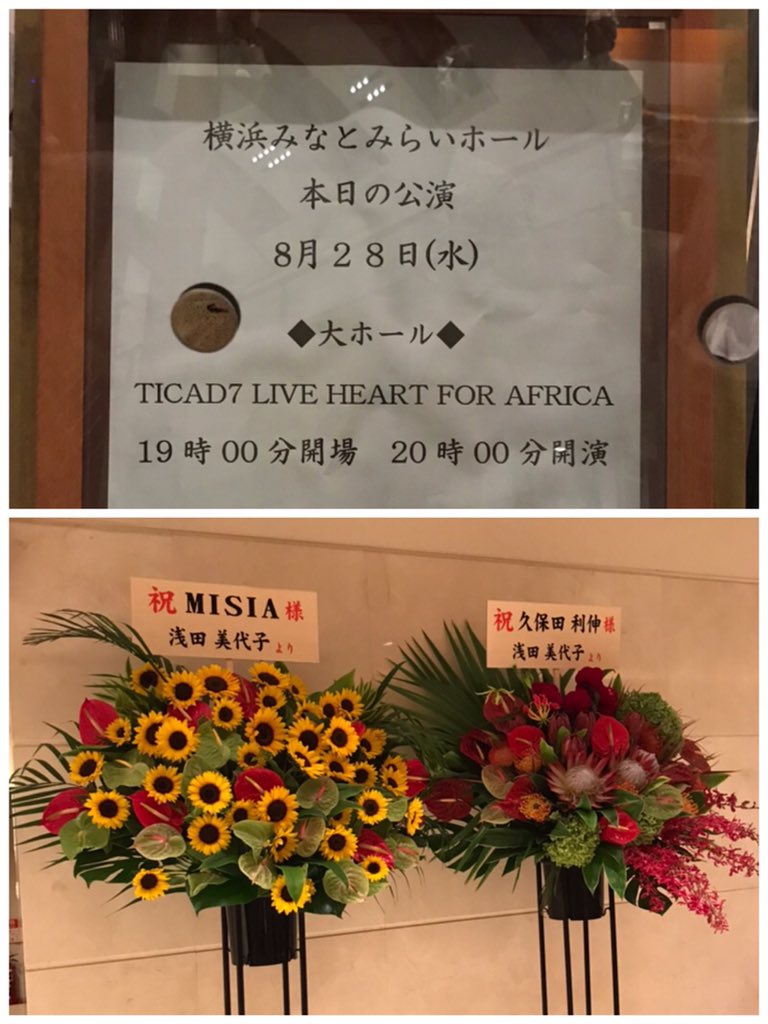 横浜みなとみらいホール
本日の公演
8月28日(水)
◆大ホール◆
TICAD7 LIVE HEART FOR AFRICA
19時00分開場 20時00分開演
祝 MISIA 様
浅田 美代子 より
祝 久保田 利伸 様
浅田 美代子 より